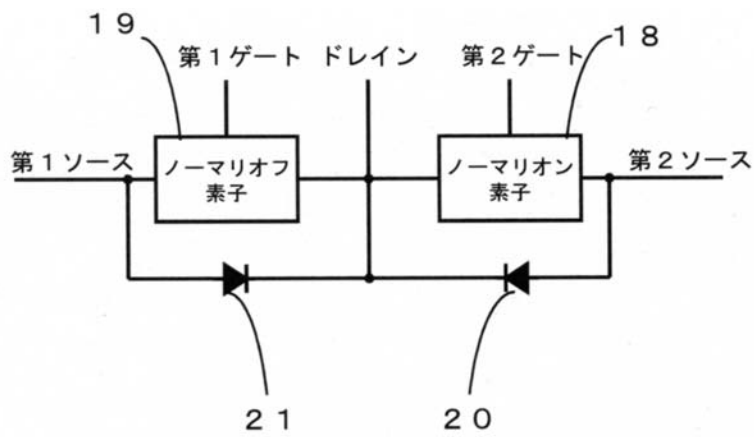 19
18
第1ゲート ドレイン 第2ゲート
第1ソース
ノーマリオフ
素子
ノーマリオン
素子
第2ソース
21
20